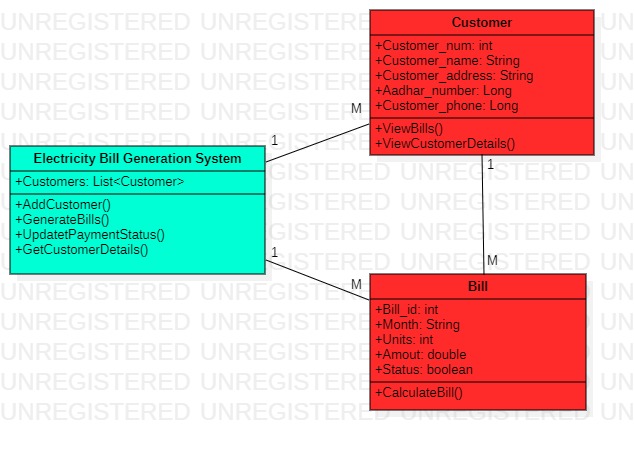 Customer
+Customer_num: int
+Customer_name: String
+Customer_address: String
+Aadhar_number: Long
+Customer_phone: Long
+ViewBills()
+ViewCustomerDetails()
M
1
1
Electricity Bill Generation System
+Customers: List<Customer>
+AddCustomer()
+GenerateBills()
+UpdatetPaymentStatus()
+GetCustomerDetails()
1
M
M
Bill
+Bill_id: int
+Month: String
+Units: int
+Amout: double
+Status: boolean
+CalculateBill()
UNREGISTERED UNREGISTERED UNREGISTERED UN